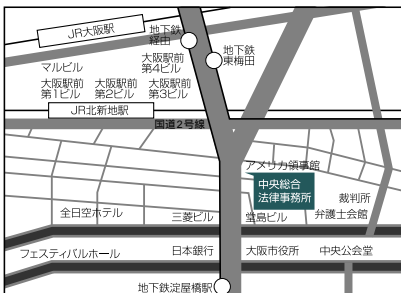 JR大阪駅
地下鉄
経田
地下鉄
東梅田
マルビル
大阪駅前
第4ビル
大阪駅前
第1ビル
大阪駅前
第2ビル
大阪駅前
第3ビル
JR北新地駅
国道2号線
アメリカ領事館
中央総合
法律事務所
裁判所
全日空ホテル
三菱ビル
堂島ビル
弁護士会館
フェスティバルホール
日本銀行
大阪市役所
中央公会堂
地下鉄淀屋橋駅